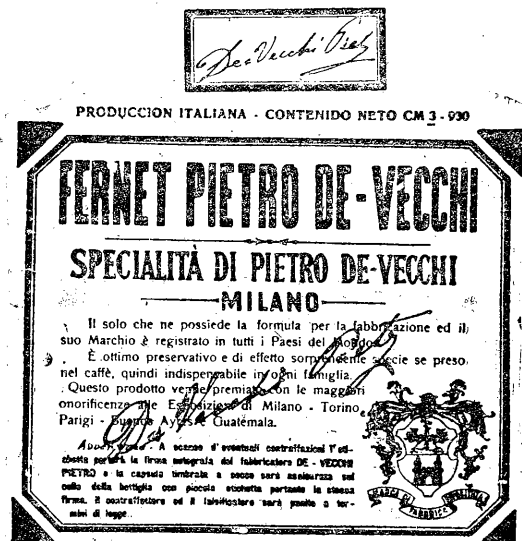 De-Vecchi Piet
PRODUCCION ITALIANA - CONTENIDO NETO CM 3 - 930
FERNET PIETRO DE-VECCHI
SPECIALITÀ DI PIETRO DE-VECCHI
MILANO
Il solo che ne possiede la formula per la fabbricazione ed il
suo Marchio è registrato in tutti i Paesi del Mondo.
È ottimo preservativo e di effetto sorprendente specie se preso
nel caffè, quindi indispensabile in ogni famiglia
Questo prodotto venne premiato con le maggiori
onorificenze alle Esposizioni di Milano - Torino
Parigi - Buenos Ayres e Guatémala.
A scanso d'eventuali contraffazioni l'eti-
chetta porterà la firma autografa del fabbricatore DE - VECCHI
PIETRO e la capsula timbrata a secco sarà assicurata sul
collo della bottiglia con piccola etichetta portante la stessa
firma. Il contraffattore ed il falsificatore sarà punito a ter-
mini di legge.
De-Vecchi Pietro
MARCA DI FABBRICA DEPOSITATA